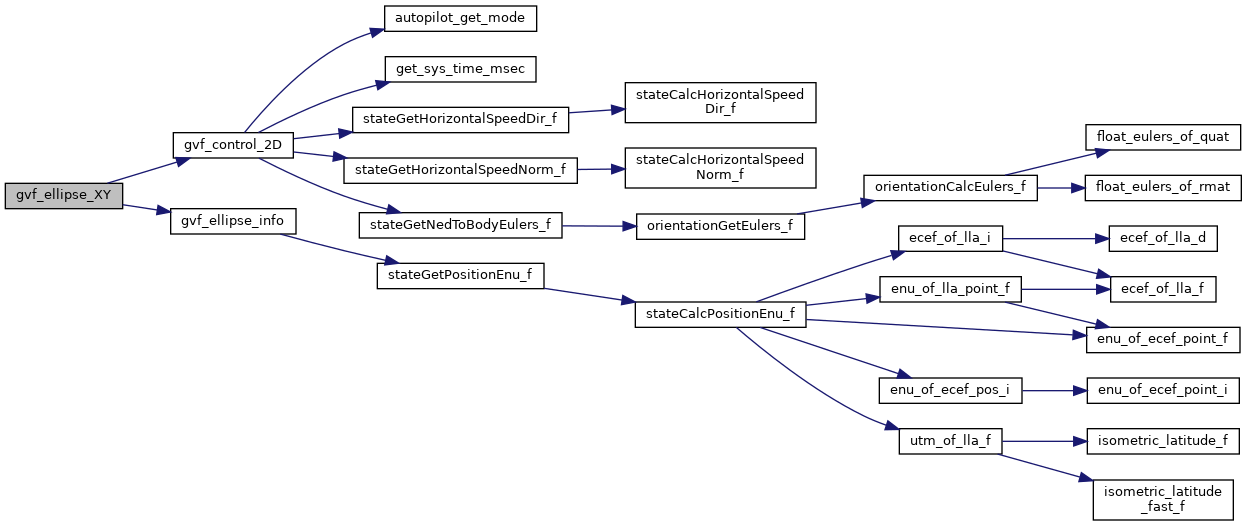 autopilot_get_mode
get_sys_time_msec
stateGetHorizontalSpeedDir_f
stateCalcHorizontalSpeed
Dir_f
gvf_control_2D
stateGetHorizontalSpeedNorm_f
stateCalcHorizontalSpeed
Norm_f
float_eulers_of_quat
orientationCalcEulers_f
float_eulers_of_rmat
gvf_ellipse_XY
gvf_ellipse_info
stateGetNedToBodyEulers_f
orientationGetEulers_f
ecef_of_lla_i
ecef_of_lla_d
stateGetPositionEnu_f
enu_of_lla_point_f
ecef_of_lla_f
stateCalcPositionEnu_f
enu_of_ecef_point_f
enu_of_ecef_pos_i
enu_of_ecef_point_i
utm_of_lla_f
isometric_latitude_f
isometric_latitude
_fast_f